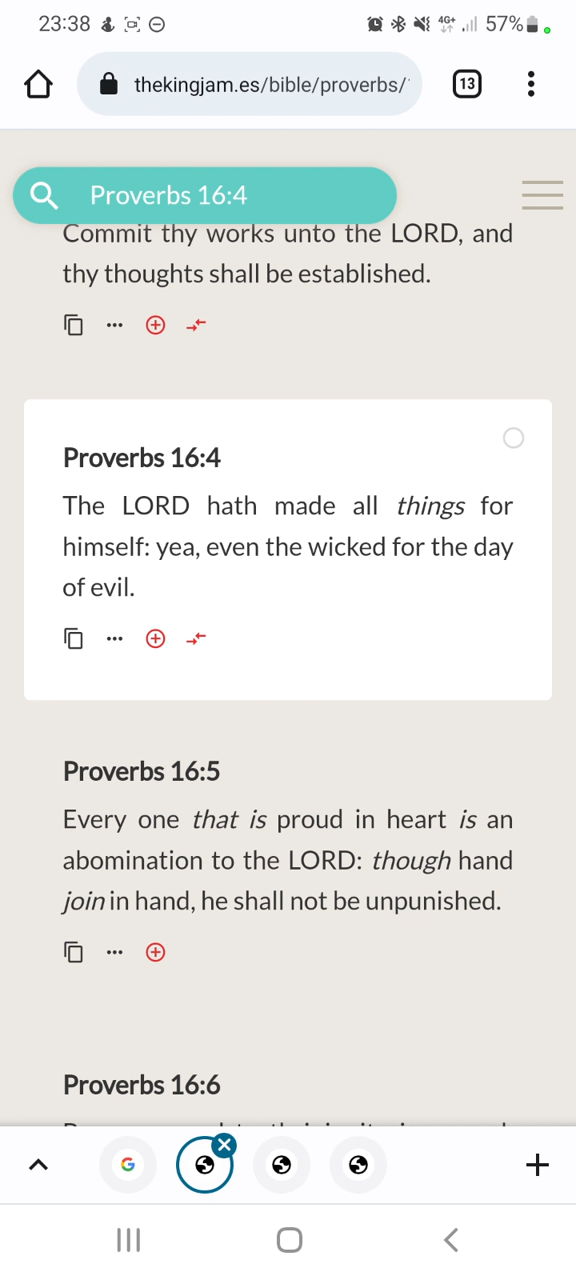 23:38 4G+ 57%
thekingjam.es/bible/proverbs/ 13
Proverbs 16:4
Commit thy works unto the LORD, and
thy thoughts shall be established.
Proverbs 16:4
The LORD hath made all things for
himself: yea, even the wicked for the day
of evil.
Proverbs 16:5
Every one that is proud in heart is an
abomination to the LORD: though hand
join in hand, he shall not be unpunished.
Proverbs 16:6